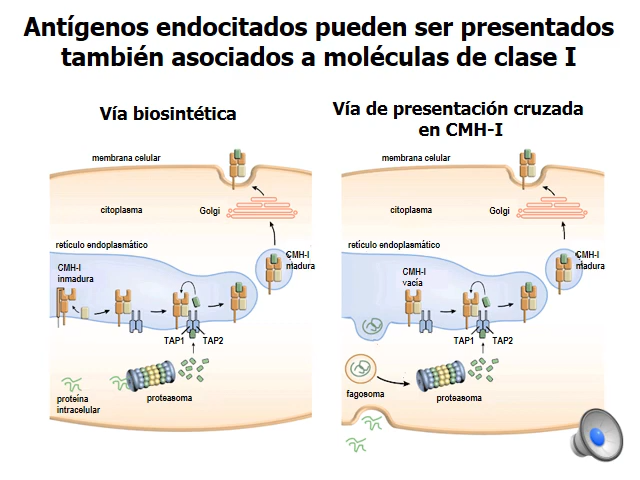 Antígenos endocitados pueden ser presentados
también asociados a moléculas de clase I
Vía biosintética
membrana celular
citoplasma
Golgi
retículo endoplasmático
CMH-I
inmadura
CMH-I
madura
TAP1
TAP2
proteína
intracelular
proteasoma
Vía de presentación cruzada
en CMH-I
membrana celular
citoplasma
Golgi
retículo endoplasmático
CMH-I
vacía
CMH-I
madura
TAP1
TAP2
fagosoma
proteasoma